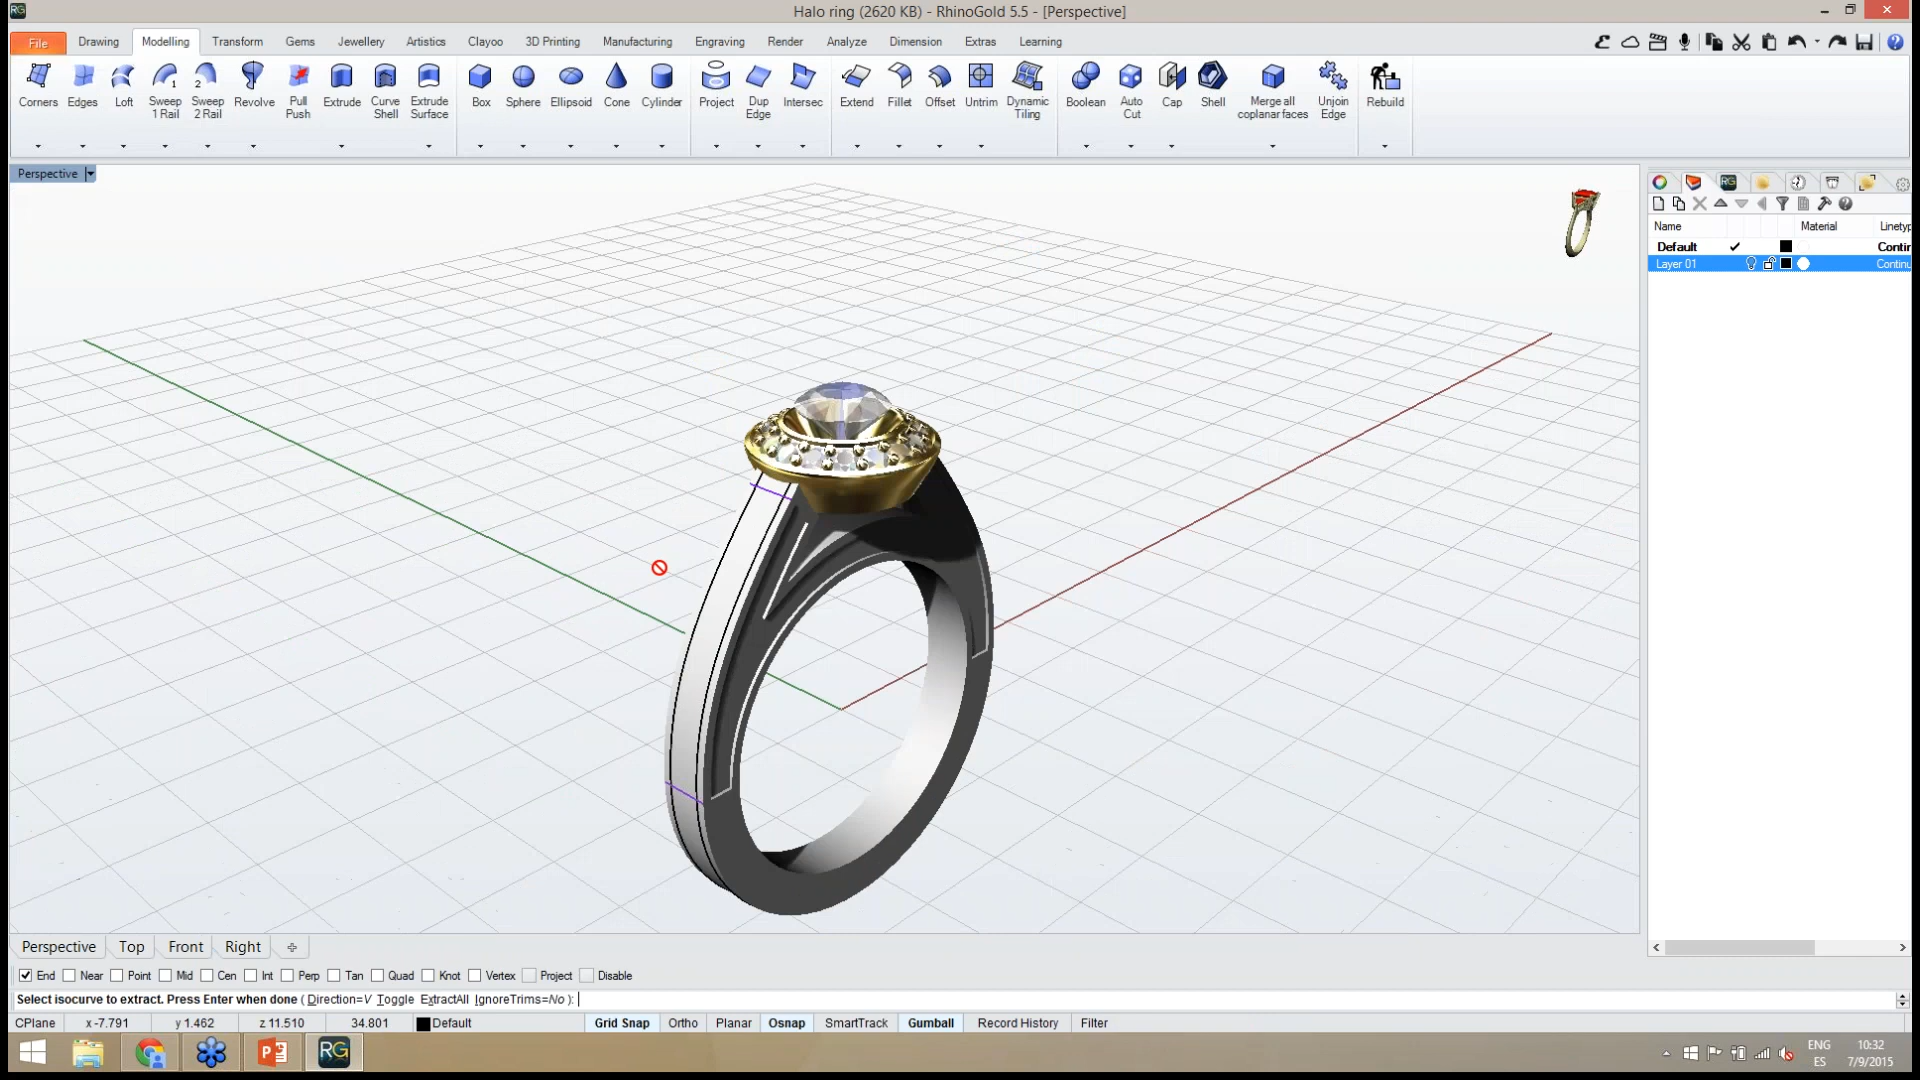 RG
Halo ring (2620 KB) - RhinoGold 5.5 - [Perspective]
File Drawing Modelling Transform Gems Jewellery Artistics Clayoo 3D Printing Manufacturing Engraving Render Analyze Dimension Extras Learning
Corners Edges Loft Sweep 1 Rail Sweep 2 Rail Revolve Pull Push Extrude Curve Shell Extrude Surface Box Sphere Ellipsoid Cone Cylinder Project Dup Edge Intersec Extend Fillet Offset Untrim Dynamic Tiling Boolean Auto Cut Cap Shell Merge all coplanar faces Unjoin Edge Rebuild
Perspective
RG
Name Material Linetyp
Default Contin
Layer 01 Continu
Perspective Top Front Right
End Near Point Mid Cen Int Perp Tan Quad Knot Vertex Project Disable
Select isocurve to extract. Press Enter when done ( Direction=V Toggle ExtractAll IgnoreTrims=No ):
CPlane x -7.791 y 1.462 z 11.510 34.801 Default Grid Snap Ortho Planar Osnap SmartTrack Gumball Record History Filter
RG
ENG
ES
10:32
7/9/2015